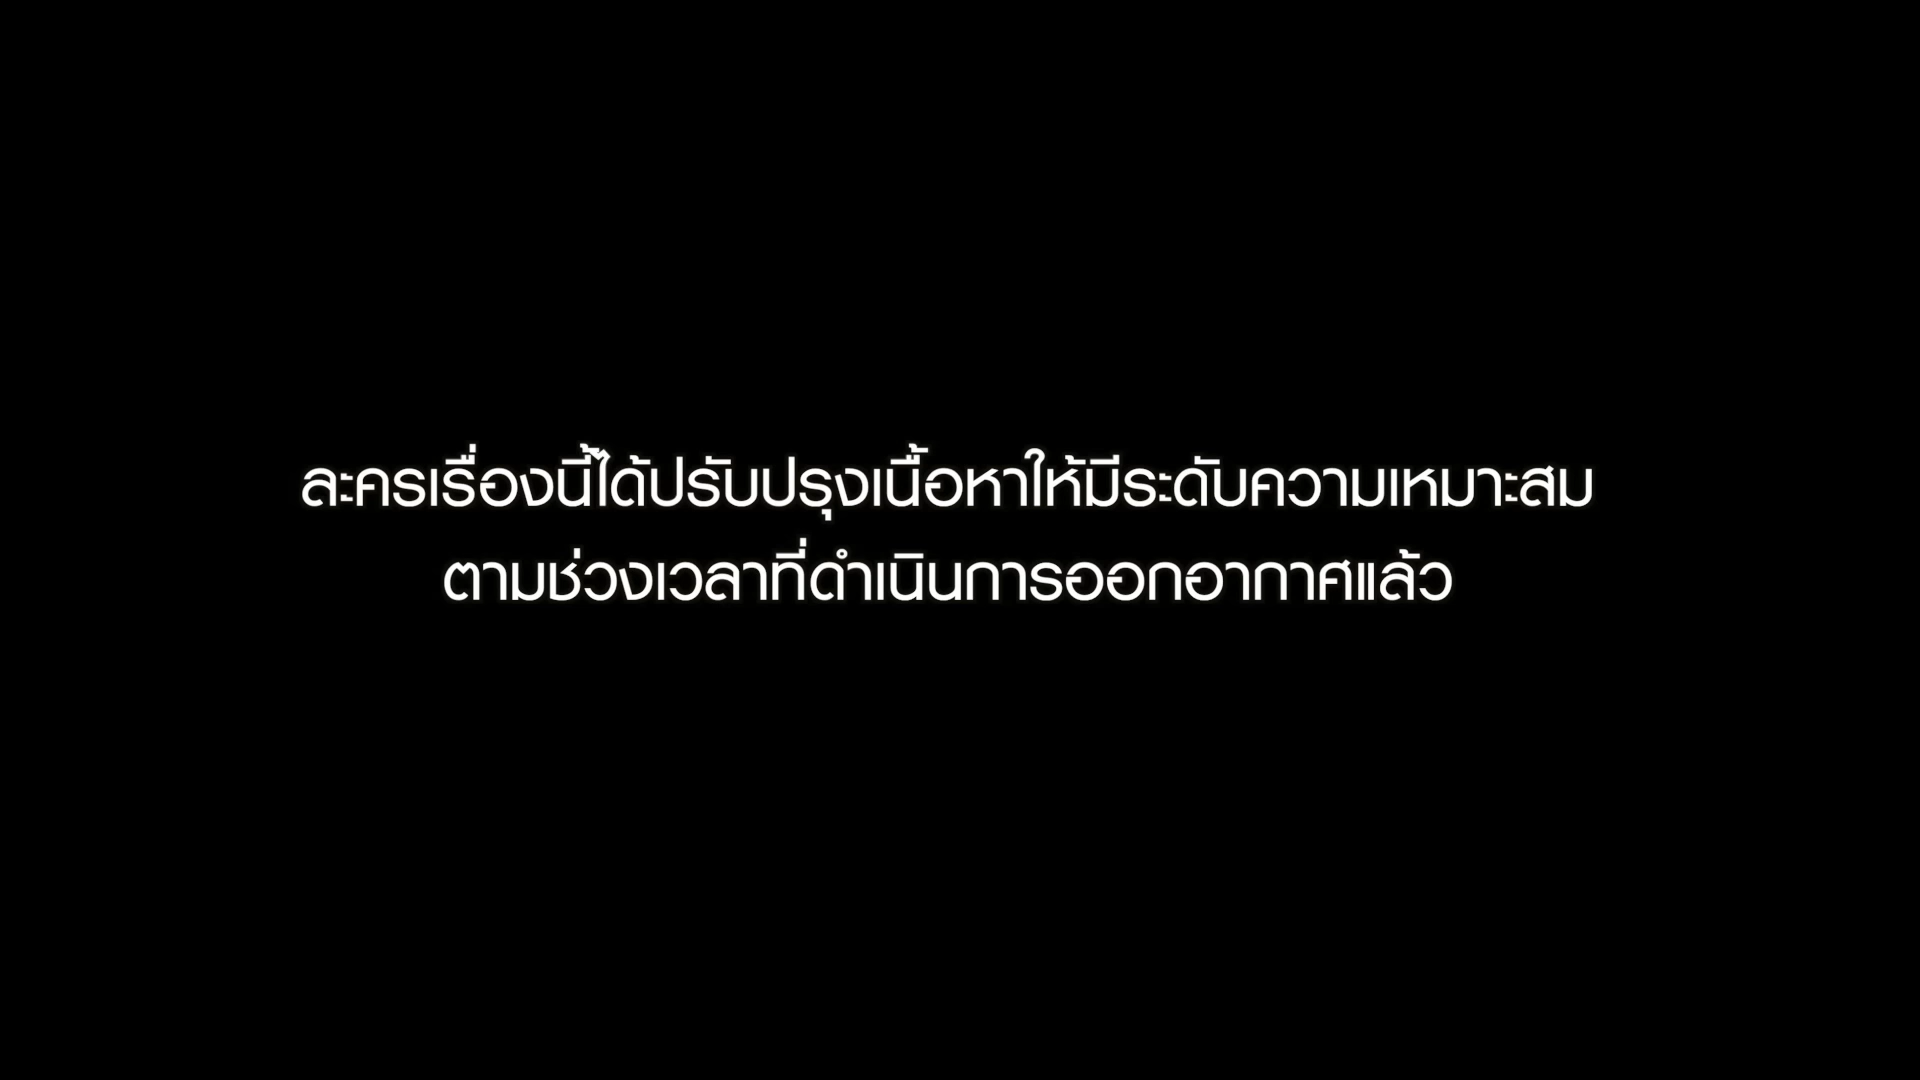 ละครเรื่องนี้ได้ปรับปรุงเนื้อหาให้มีระดับความเหมาะสม
ตามช่วงเวลาที่ดำเนินการออกอากาศแล้ว